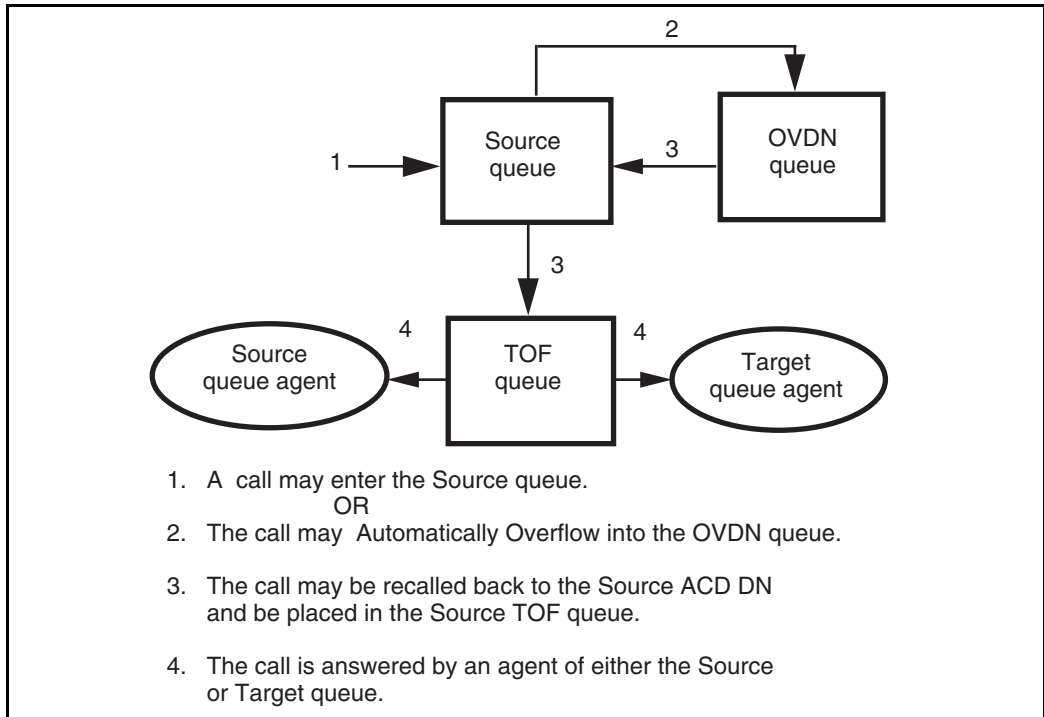 2
1
Source
queue
3
OVDN
queue
3
4
4
Source
queue agent
TOF
queue
Target
queue agent
1. A call may enter the Source queue.
OR
2. The call may Automatically Overflow into the OVDN queue.
3. The call may be recalled back to the Source ACD DN
and be placed in the Source TOF queue.
4. The call is answered by an agent of either the Source
or Target queue.